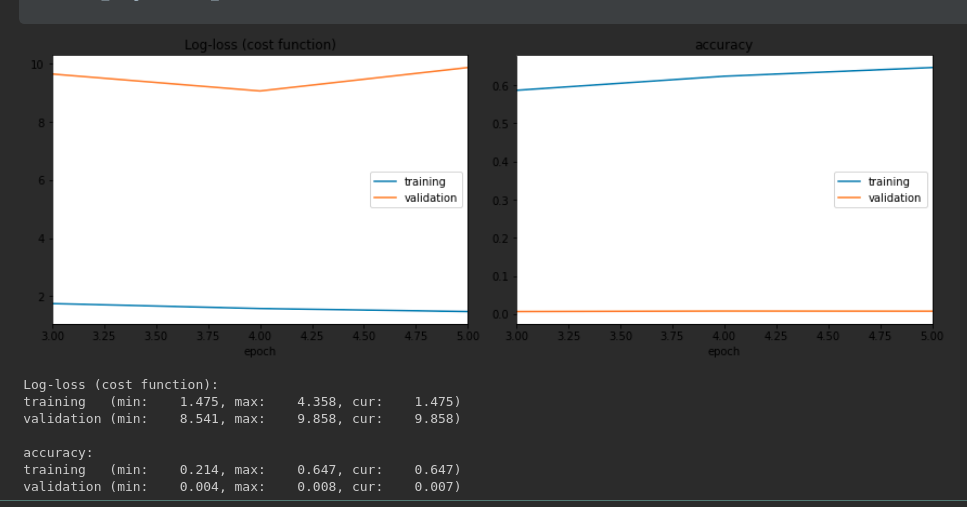 Log-loss (cost function)
accuracy
10
8
6
4
2
training
validation
3.00 3.25 3.50 3.75 4.00 4.25 4.50 4.75 5.00
epoch
0.6
0.5
0.4
0.3
0.2
0.1
0.0
training
validation
3.00 3.25 3.50 3.75 4.00 4.25 4.50 4.75 5.00
epoch
Log-loss (cost function):
training   (min:    1.475, max:    4.358, cur:    1.475)
validation (min:    8.541, max:    9.858, cur:    9.858)
accuracy:
training   (min:    0.214, max:    0.647, cur:    0.647)
validation (min:    0.004, max:    0.008, cur:    0.007)